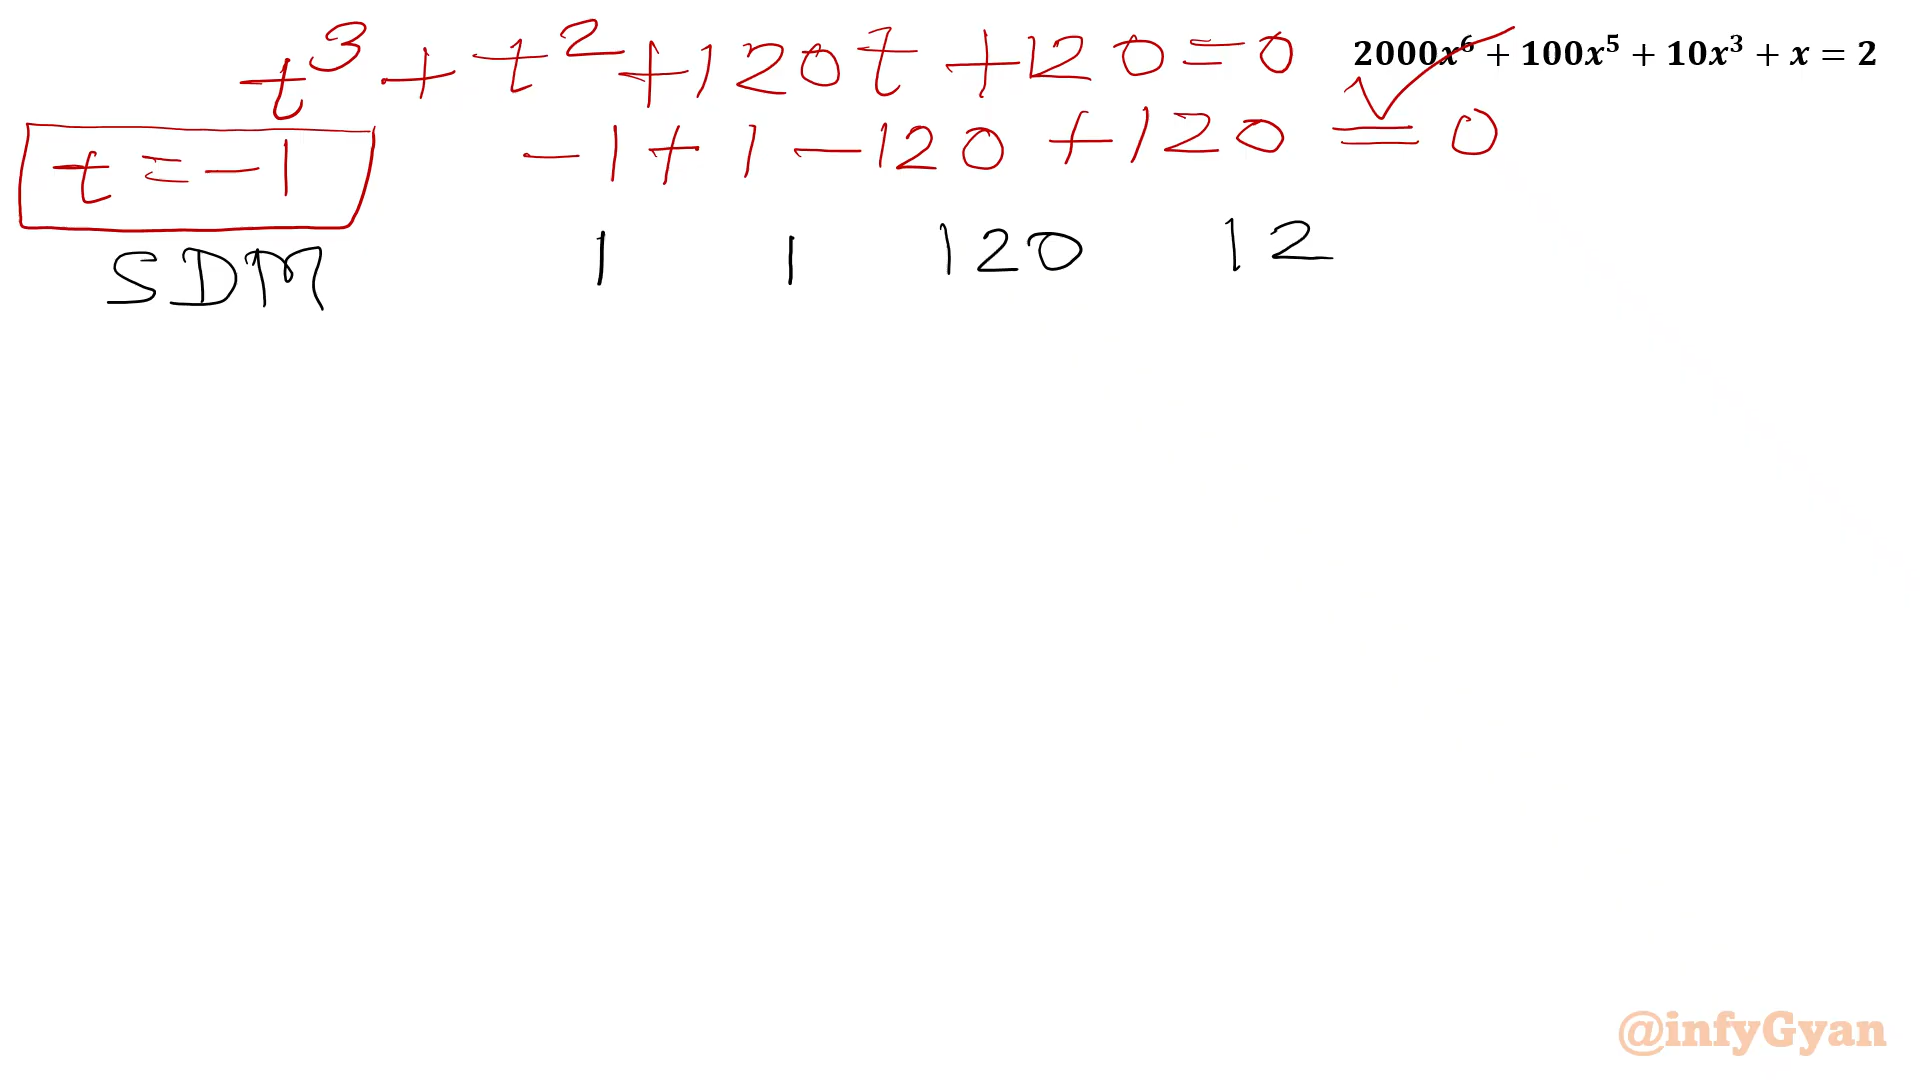 t³ + t² + 120t + 120 = 0
2000x⁶ + 100x⁵ + 10x³ + x = 2
-1 + 1 - 120 + 120 = 0
t = -1
SDM 1 1 120 12
@infyGyan